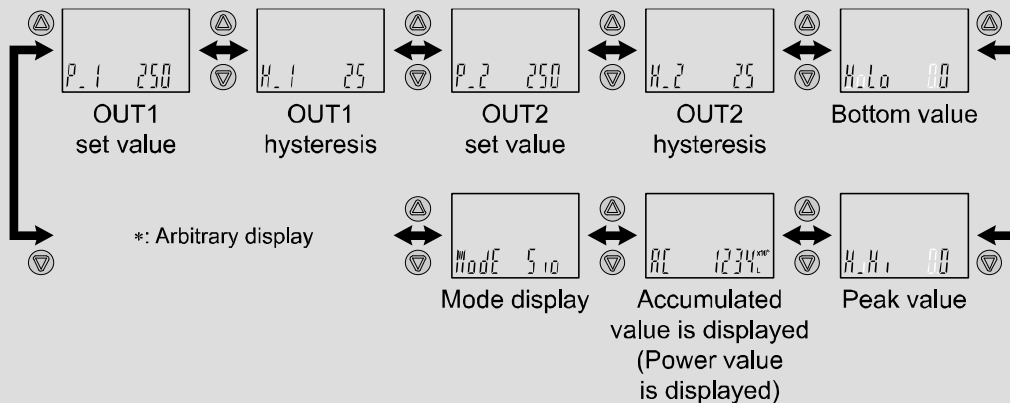 P_1 250
H_1 25
P_2 250
H_2 25
H_Lo 0
OUT1
set value
OUT1
hysteresis
OUT2
set value
OUT2
hysteresis
Bottom value
*: Arbitrary display
ModE Sio
AC 1234 x10⁶ L
H_Hi 0
Mode display
Accumulated
value is displayed
(Power value
is displayed)
Peak value